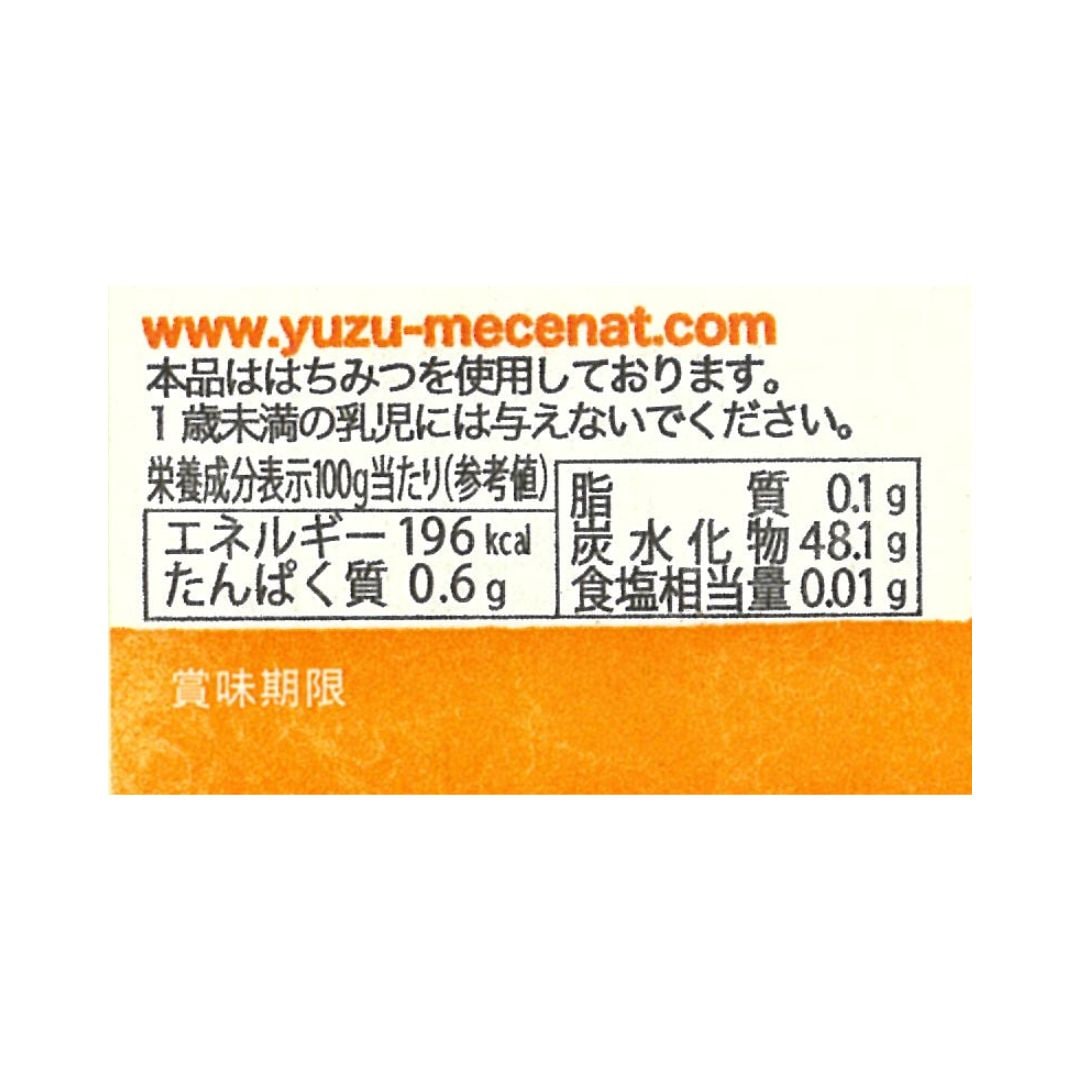 www.yuzu-mecenat.com
本品ははちみつを使用しております。
1歳未満の乳児には与えないでください。
栄養成分表示100g当たり(参考値)
エネルギー 196 kcal
たんぱく質 0.6 g
脂質 0.1 g
炭水化物 48.1 g
食塩相当量 0.01 g
賞味期限